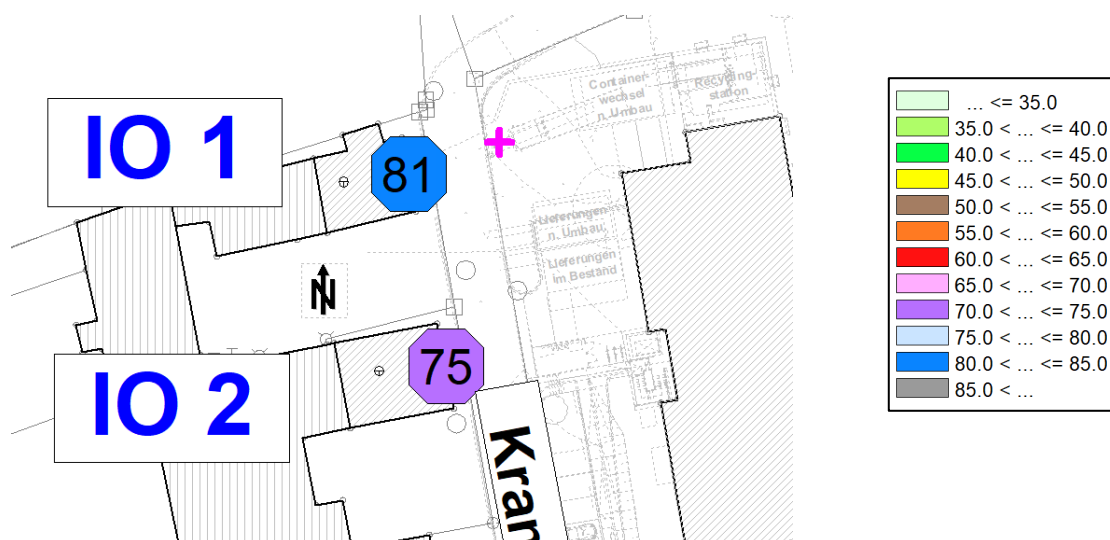 Container-
wechsel
n. Umbau
Recycling-
station
IO 1
81
Lieferungen
n. Umbau
Lieferungen
im Bestand
N
IO 2
75
Kran
... <= 35.0
35.0 < ... <= 40.0
40.0 < ... <= 45.0
45.0 < ... <= 50.0
50.0 < ... <= 55.0
55.0 < ... <= 60.0
60.0 < ... <= 65.0
65.0 < ... <= 70.0
70.0 < ... <= 75.0
75.0 < ... <= 80.0
80.0 < ... <= 85.0
85.0 < ...